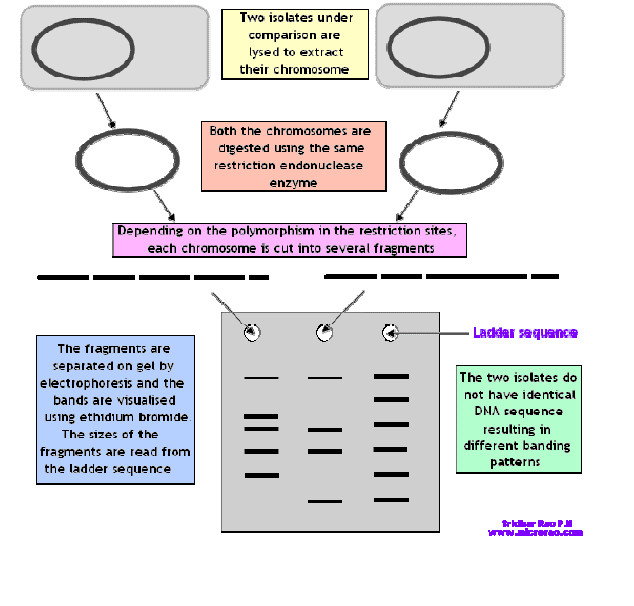 Two isolates under
comparison are
lysed to extract
their chromosome
Both the chromosomes are
digested using the same
restriction endonuclease
enzyme
Depending on the polymorphism in the restriction sites,
each chromosome is cut into several fragments
Ladder sequence
The fragments are
separated on gel by
electrophoresis and the
bands are visualised
using ethidium bromide.
The sizes of the
fragments are read from
the ladder sequence
The two isolates do
not have identical
DNA sequence
resulting in
different banding
patterns
Sridhar Rao P.N
www.microrao.com